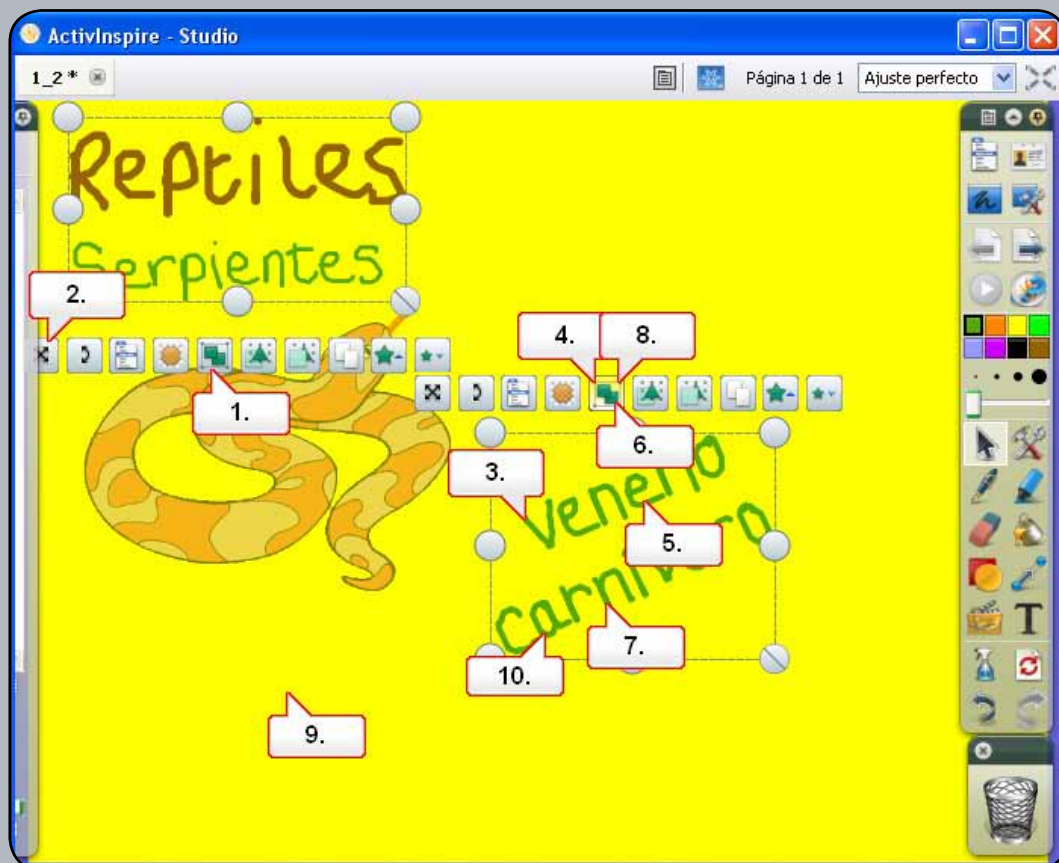 ActivInspire - Studio
1_2 *
Página 1 de 1
Ajuste perfecto
Reptiles
Serpientes
2.
4.
8.
1.
6.
3.
Veneno
5.
carnívoro
7.
10.
9.
T